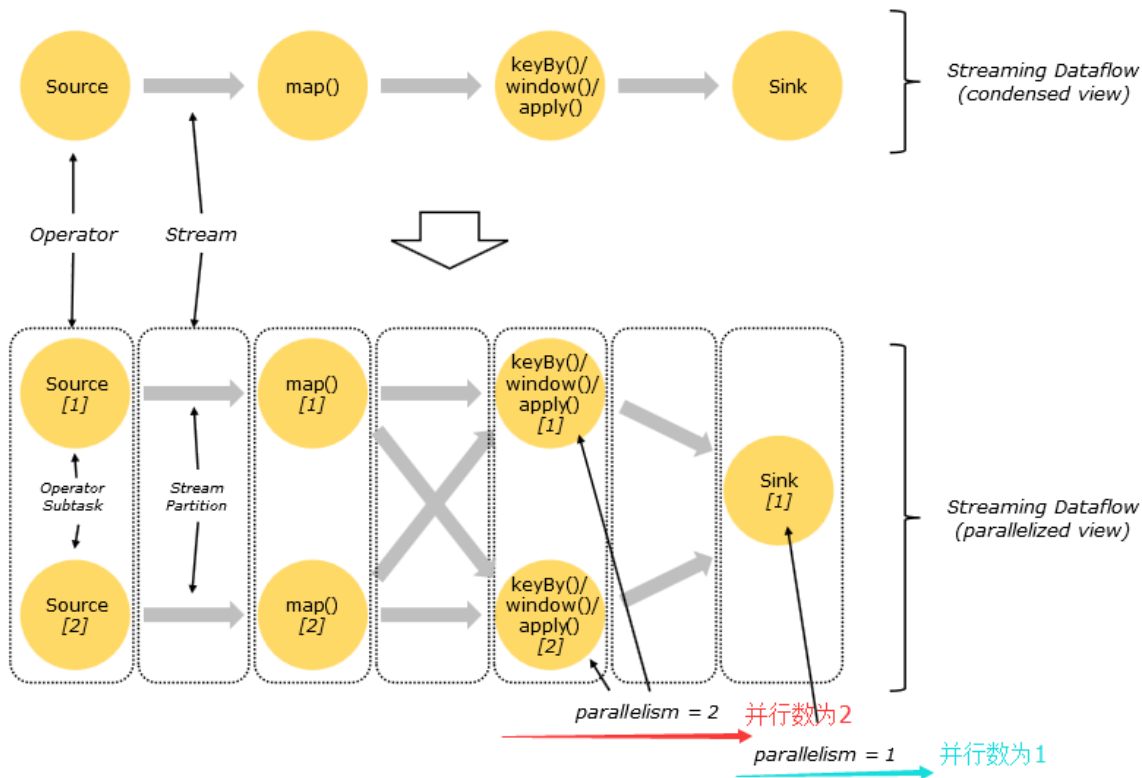 Source
map()
keyBy()/
window()/
apply()
Sink
Streaming Dataflow
(condensed view)
Operator
Stream
Source
[1]
map()
[1]
keyBy()/
window()/
apply()
[1]
Operator
Subtask
Stream
Partition
Sink
[1]
Streaming Dataflow
(parallelized view)
Source
[2]
map()
[2]
keyBy()/
window()/
apply()
[2]
parallelism = 2
并行数为2
parallelism = 1
并行数为1